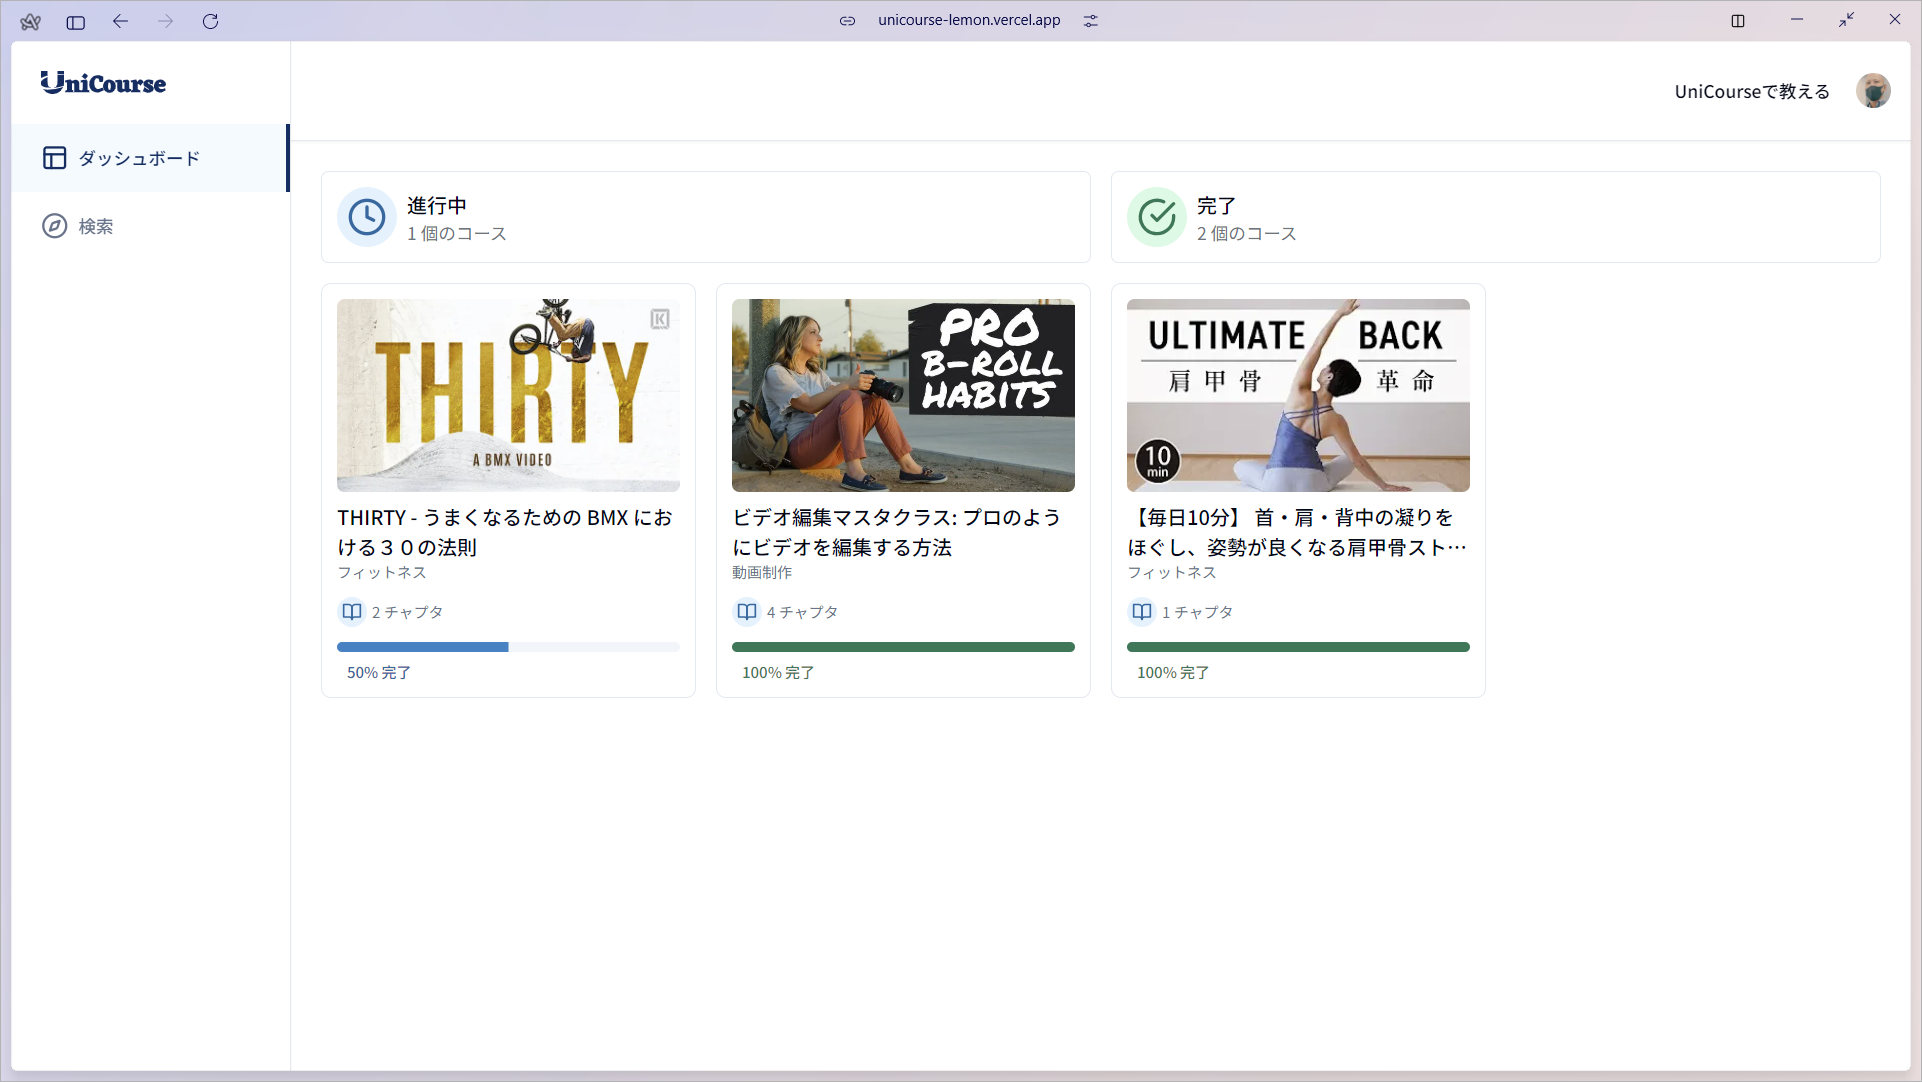 unicourse-lemon.vercel.app
UniCourse
UniCourseで教える
ダッシュボード
検索
進行中
1 個のコース
完了
2 個のコース
THIRTY
A BMX VIDEO
THIRTY - うまくなるための BMX にお
ける３０の法則
フィットネス
2 チャプタ
50% 完了
PRO
B-ROLL
HABITS
ビデオ編集マスタクラス: プロのよう
にビデオを編集する方法
動画制作
4 チャプタ
100% 完了
ULTIMATE BACK
肩甲骨 革命
10
min
【毎日10分】 首・肩・背中の凝りを
ほぐし、姿勢が良くなる肩甲骨スト…
フィットネス
1 チャプタ
100% 完了